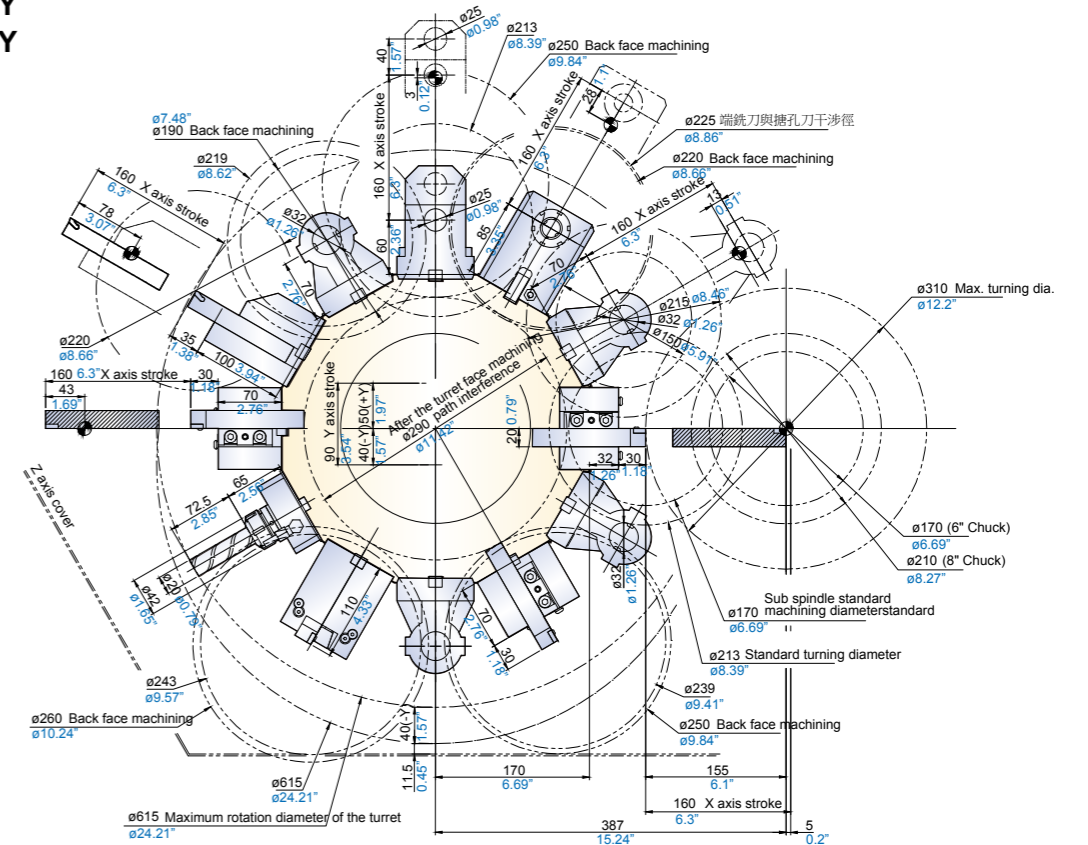 Y
Y
ø25
ø0.98"
40
1.57"
3
0.12"
ø213
ø8.39"
ø250 Back face machining
ø9.84"
28
1.1"
160 X axis stroke
6.3"
160 X axis stroke
6.3"
ø225 端銑刀與搪孔刀干涉徑
ø8.86"
ø220 Back face machining
ø8.66"
ø7.48"
ø190 Back face machining
ø219
ø8.62"
160 X axis stroke
6.3"
78
3.07"
ø32
ø1.26"
ø25
ø0.98"
60
2.36"
85
3.35"
160 X axis stroke
6.3"
13
0.51"
70
2.76"
70
ø215 ø8.46"
ø32 ø1.26"
ø150 ø5.91"
ø310 Max. turning dia.
ø12.2"
ø220
ø8.66"
35
1.38"
100 3.94"
160 6.3" X axis stroke
43
1.69"
30
1.18"
70
2.76"
90 Y axis stroke
3.54"
40(-Y)50(+Y)
1.57" 1.97"
After the turret face machining
ø290 path interference
ø11.42"
20 0.79"
32 30
1.26" 1.18"
Z axis cover
72.5
2.85"
65
2.56"
ø20
ø0.79"
ø42
ø1.65"
110
4.33"
70
2.76"
30
1.18"
ø32
ø1.26"
ø170 (6" Chuck)
ø6.69"
ø210 (8" Chuck)
ø8.27"
Sub spindle standard
ø170 machining diameterstandard
ø6.69"
ø213 Standard turning diameter
ø8.39"
ø243
ø9.57"
ø239
ø9.41"
ø260 Back face machining
ø10.24"
ø250 Back face machining
ø9.84"
40(-Y)
1.57"
11.5
0.45"
ø615
ø24.21"
ø615 Maximum rotation diameter of the turret
ø24.21"
170
6.69"
155
6.1"
160 X axis stroke
6.3"
387
15.24"
5
0.2"